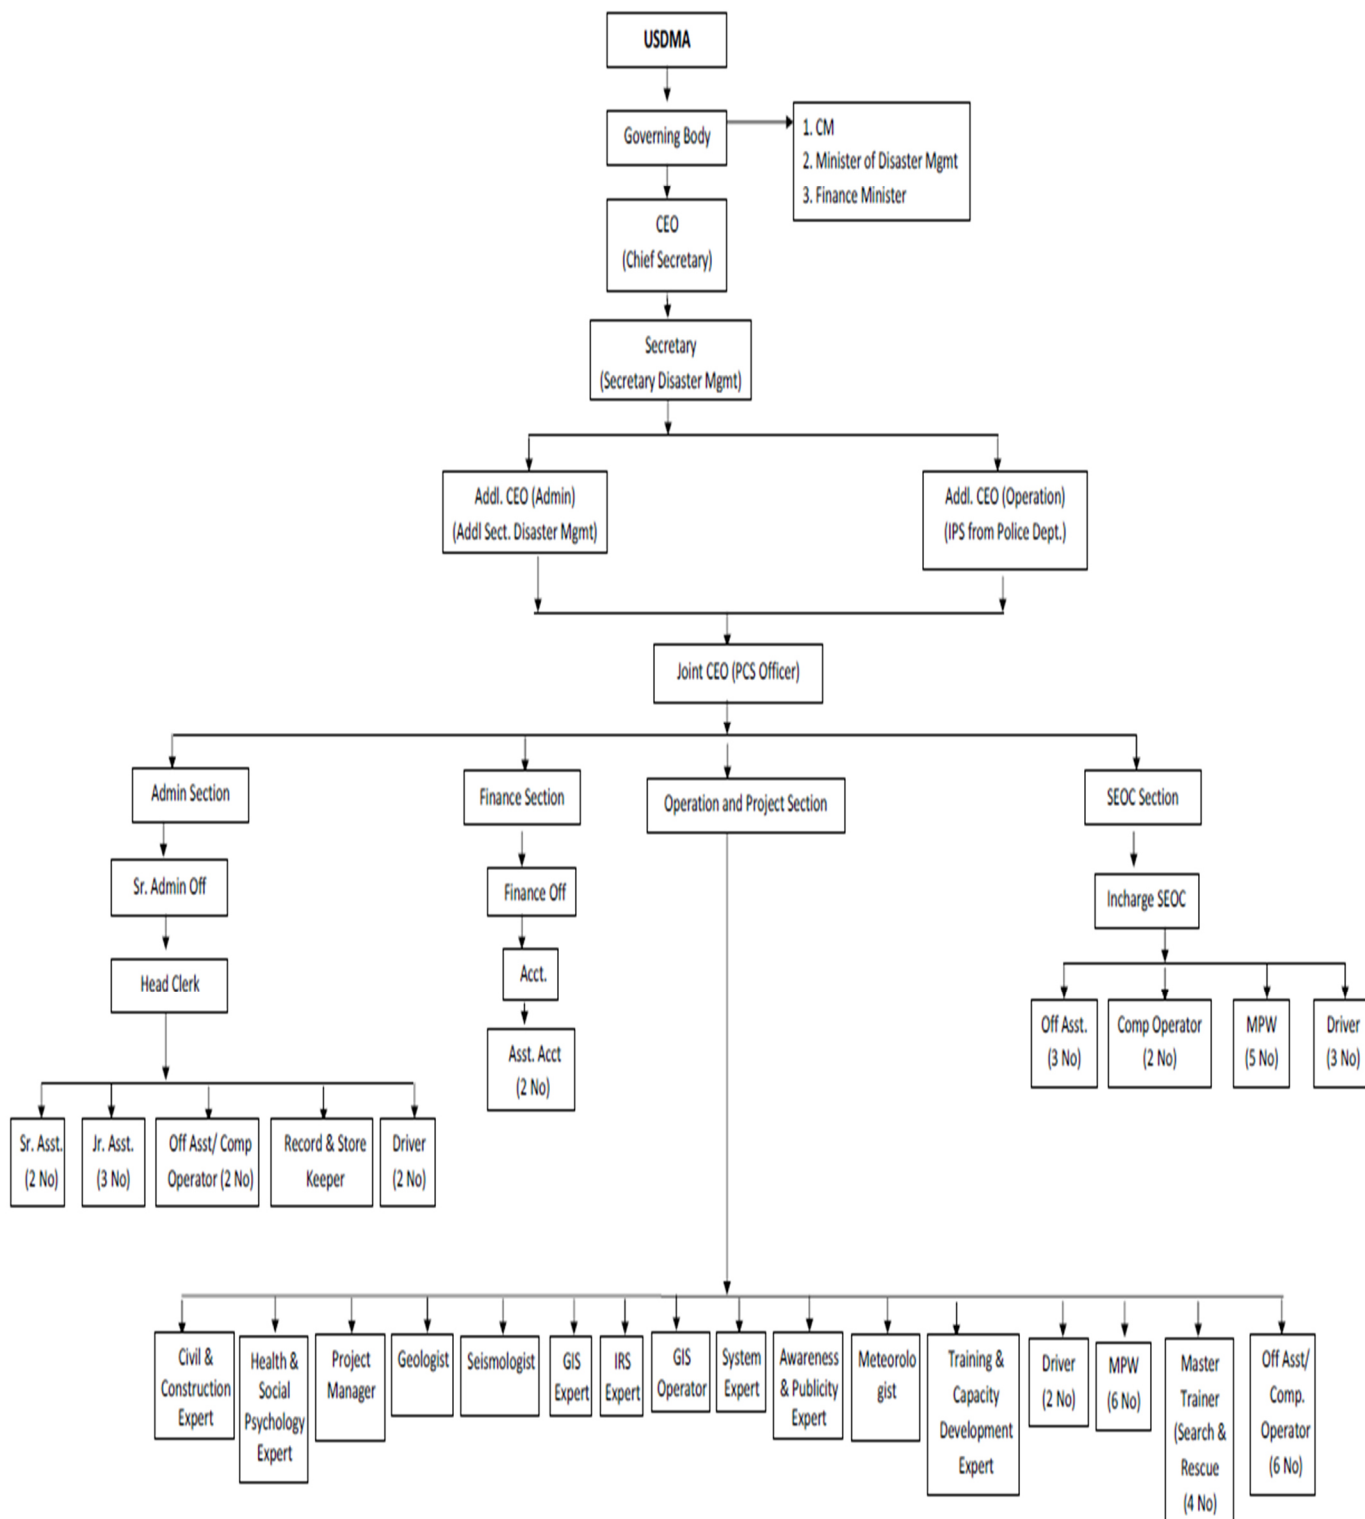 USDMA
Governing Body
1. CM
2. Minister of Disaster Mgmt
3. Finance Minister
CEO
(Chief Secretary)
Secretary
(Secretary Disaster Mgmt)
Addl. CEO (Admin)
(Addl Sect. Disaster Mgmt)
Addl. CEO (Operation)
(IPS from Police Dept.)
Joint CEO (PCS Officer)
Admin Section
Finance Section
Operation and Project Section
SEOC Section
Sr. Admin Off
Finance Off
Incharge SEOC
Head Clerk
Acct.
Asst. Acct
(2 No)
Off Asst.
(3 No)
Comp Operator
(2 No)
MPW
(5 No)
Driver
(3 No)
Sr. Asst.
(2 No)
Jr. Asst.
(3 No)
Off Asst/ Comp
Operator (2 No)
Record & Store
Keeper
Driver
(2 No)
Civil &
Construction
Expert
Health &
Social
Psychology
Expert
Project
Manager
Geologist
Seismologist
GIS
Expert
IRS
Expert
GIS
Operator
System
Expert
Awareness
& Publicity
Expert
Meteorolo
gist
Training &
Capacity
Development
Expert
Driver
(2 No)
MPW
(6 No)
Master
Trainer
(Search &
Rescue
(4 No)
Off Asst/
Comp.
Operator
(6 No)